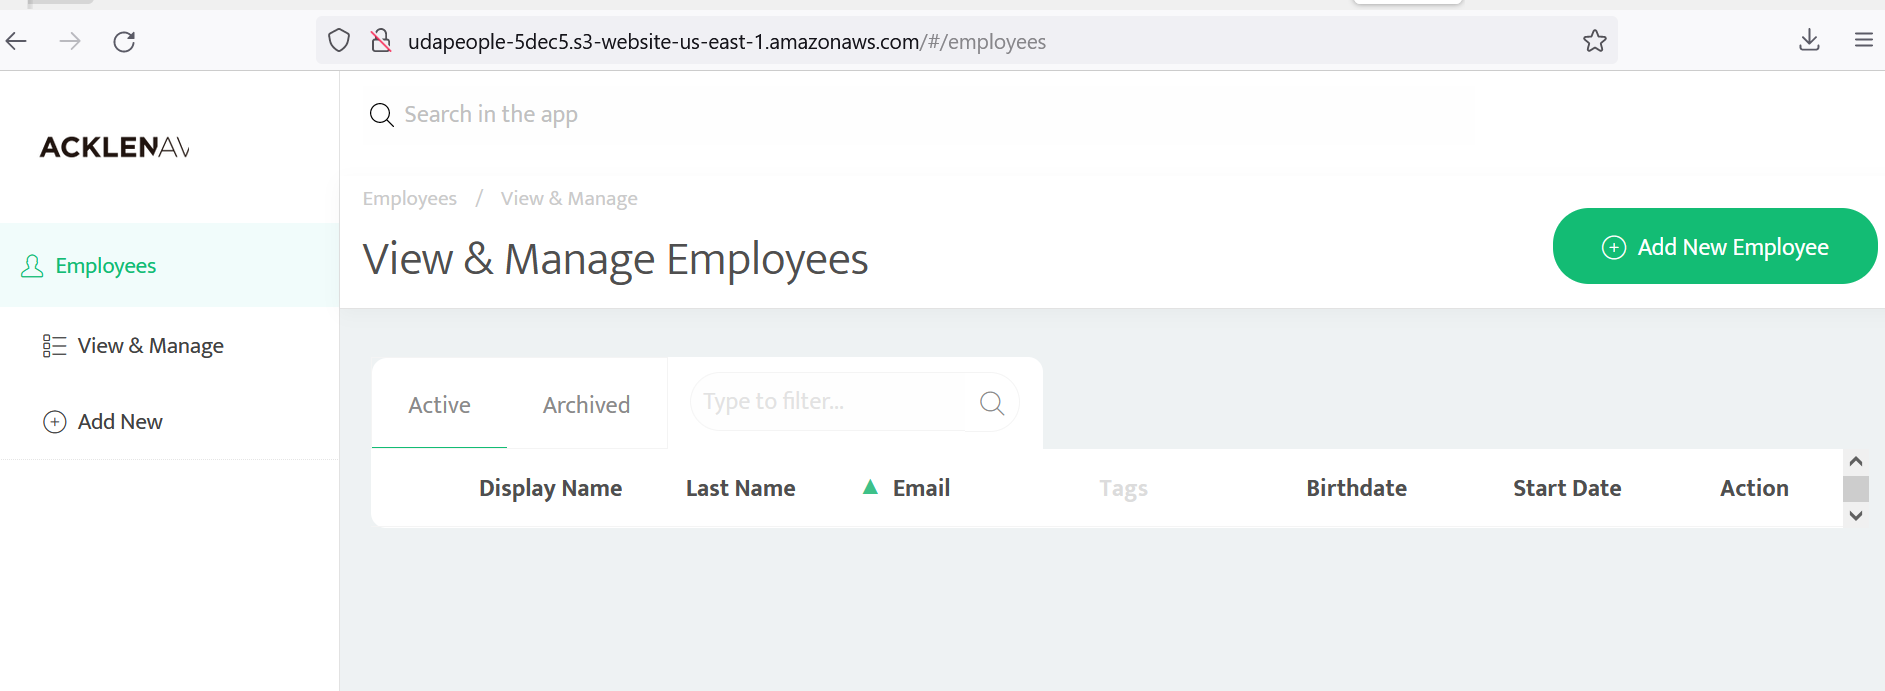 udapeople-5dec5.s3-website-us-east-1.amazonaws.com/#/employees
Search in the app
ACKLENAV
Employees / View & Manage
View & Manage Employees
Add New Employee
Employees
View & Manage
Add New
Active Archived Type to filter...
Display Name Last Name Email Tags Birthdate Start Date Action